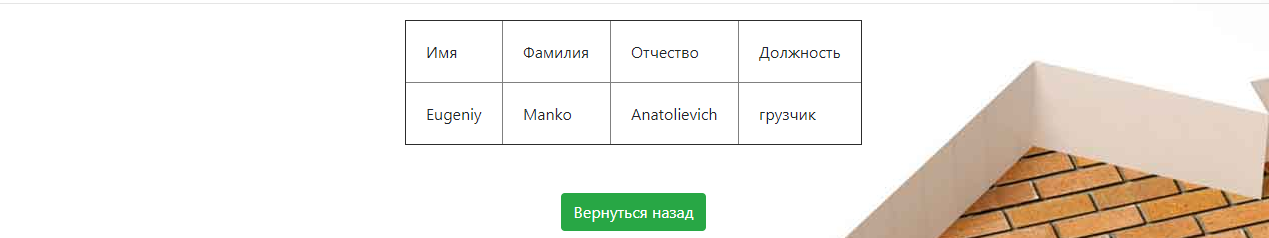 Имя Фамилия Отчество Должность
Eugeniy Manko Anatolievich грузчик
Вернуться назад